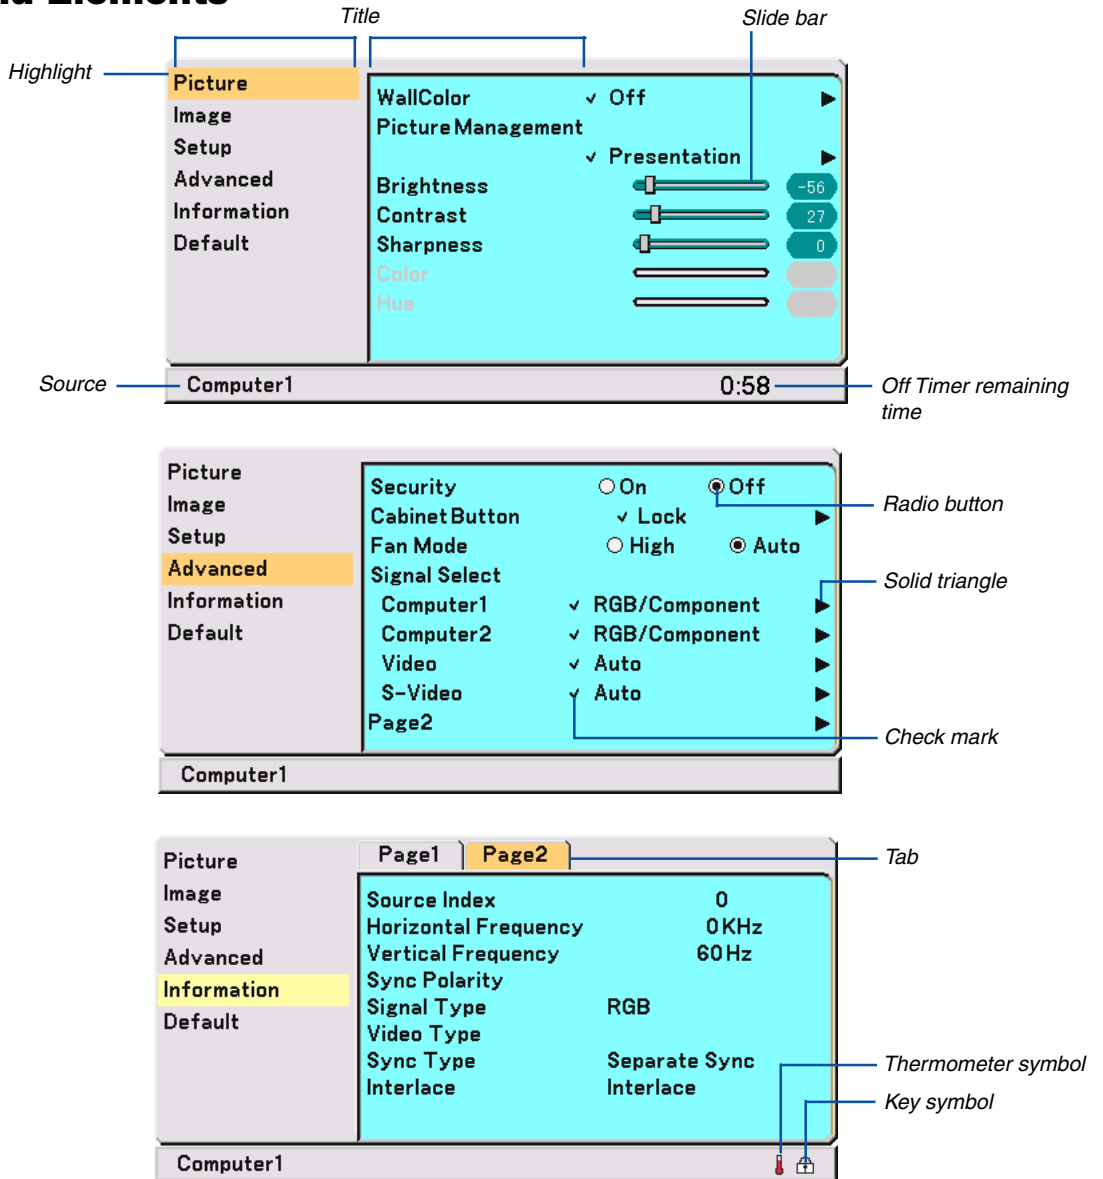 Elements
Title
Slide bar
Highlight
Picture
Image
Setup
Advanced
Information
Default
WallColor ✓ Off ▶
Picture Management
✓ Presentation ▶
Brightness -56
Contrast 27
Sharpness 0
Color
Hue
Source
Computer1 0:58
Off Timer remaining
time
Picture
Image
Setup
Advanced
Information
Default
Security On Off
Cabinet Button ✓ Lock ▶
Fan Mode High Auto
Signal Select
Computer1 ✓ RGB/Component ▶
Computer2 ✓ RGB/Component ▶
Video ✓ Auto ▶
S-Video ✓ Auto ▶
Page2 ▶
Radio button
Solid triangle
Check mark
Computer1
Page1 Page2
Tab
Picture
Image
Setup
Advanced
Information
Default
Source Index 0
Horizontal Frequency 0KHz
Vertical Frequency 60Hz
Sync Polarity
Signal Type RGB
Video Type
Sync Type Separate Sync
Interlace Interlace
Thermometer symbol
Key symbol
Computer1